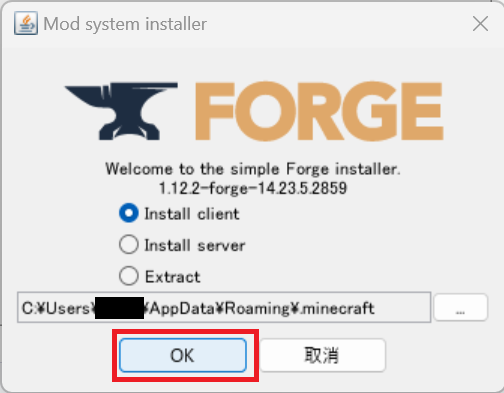 Mod system installer
FORGE
Welcome to the simple Forge installer.
1.12.2-forge-14.23.5.2859
Install client
Install server
Extract
C:¥Users¥ ¥AppData¥Roaming¥.minecraft
...
OK
取消